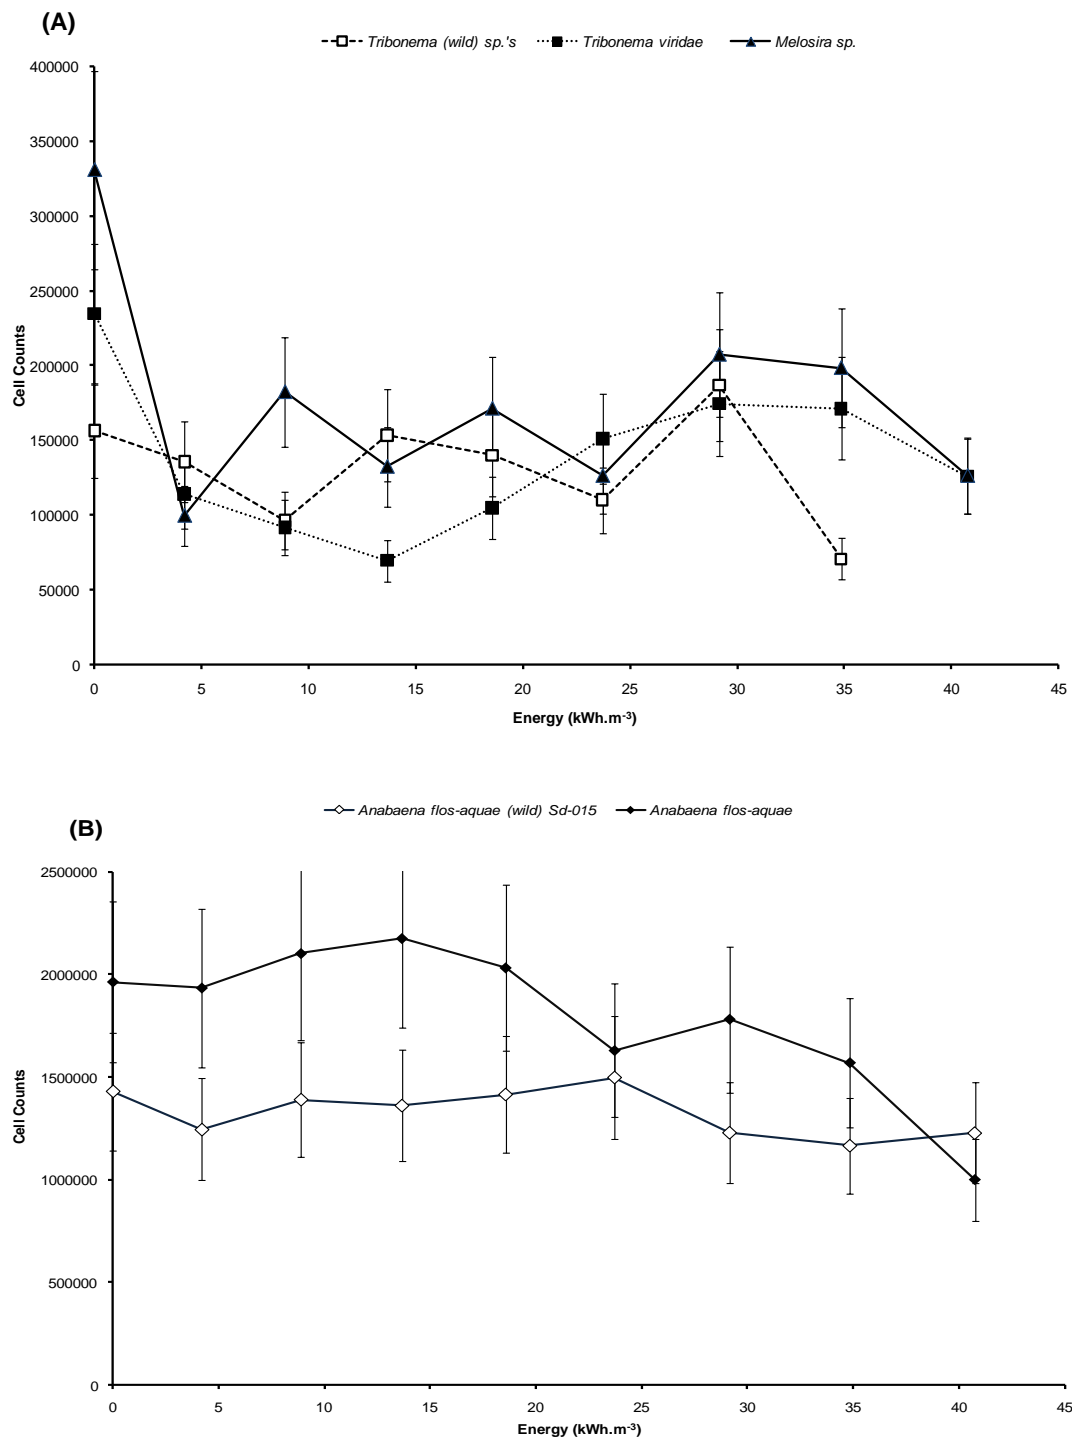 (A)
Tribonema (wild) sp.'s Tribonema viridae Melosira sp.
400000
350000
300000
250000
200000
150000
100000
50000
0
Cell Counts
0 5 10 15 20 25 30 35 40 45
Energy (kWh.m-3)
Anabaena flos-aquae (wild) Sd-015 Anabaena flos-aquae
(B)
2500000
2000000
1500000
1000000
500000
0
Cell Counts
0 5 10 15 20 25 30 35 40 45
Energy (kWh.m-3)